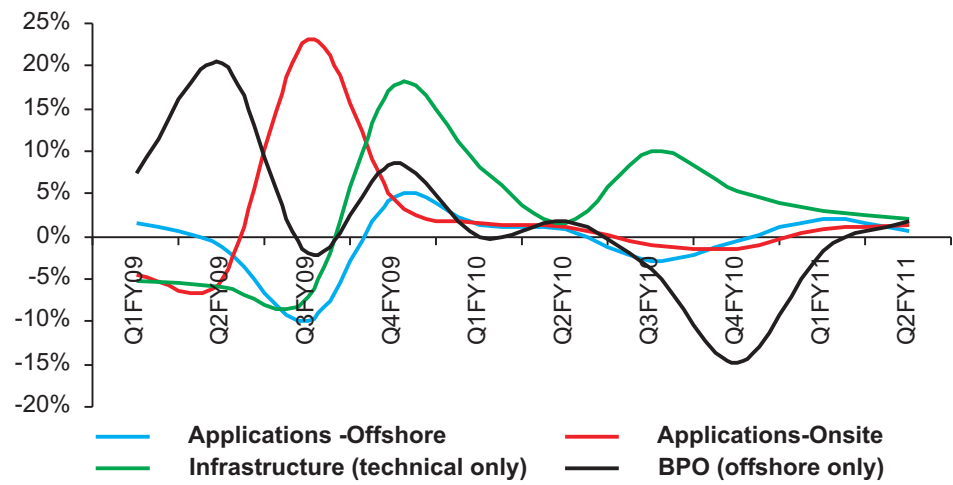 25%
20%
15%
10%
5%
0%
-5%
-10%
-15%
-20%
Q1FY09
Q2FY09
Q3FY09
Q4FY09
Q1FY10
Q2FY10
Q3FY10
Q4FY10
Q1FY11
Q2FY11
Applications -Offshore
Applications-Onsite
Infrastructure (technical only)
BPO (offshore only)